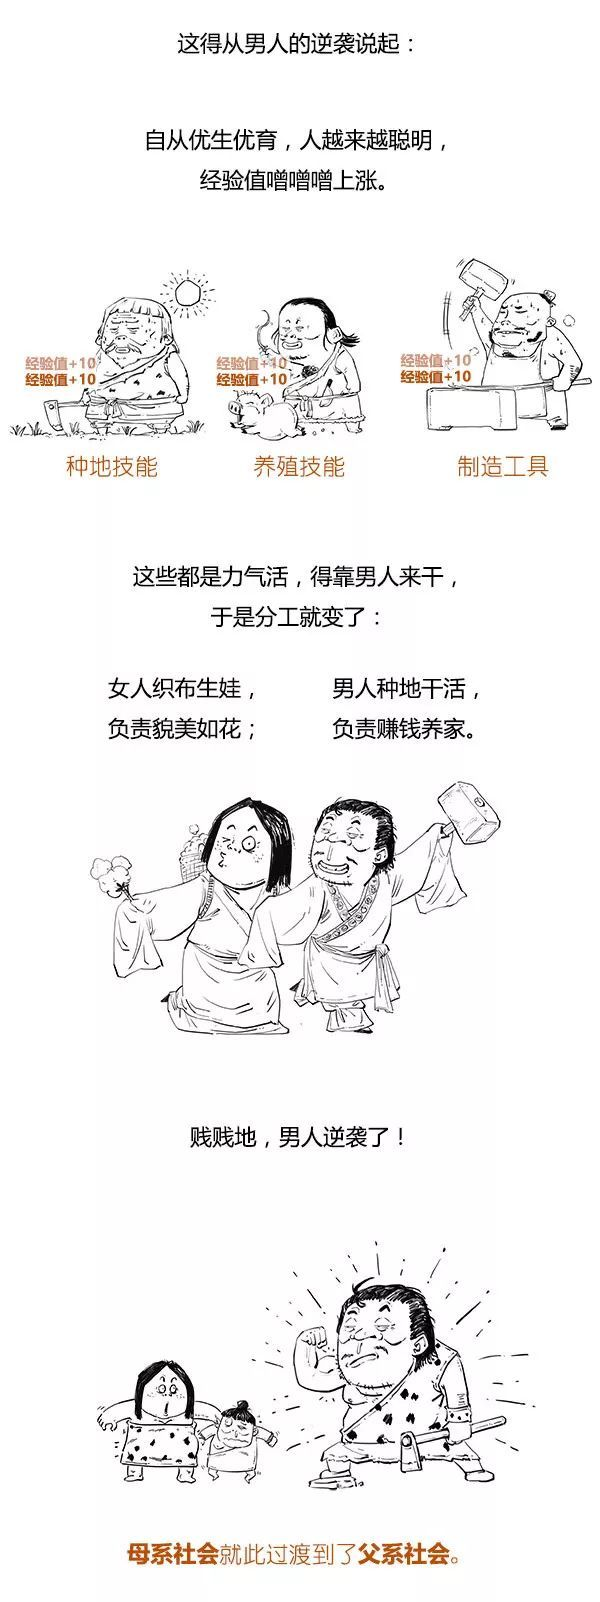 这得从男人的逆袭说起：
自从优生优育，人越来越聪明，
经验值噌噌噌上涨。
经验值+10
经验值+10
经验值+10
经验值+10
经验值+10
经验值+10
种地技能
养殖技能
制造工具
这些都是力气活，得靠男人来干，
于是分工就变了：
女人织布生娃，
负责貌美如花；
男人种地干活，
负责赚钱养家。
贱贱地，男人逆袭了！
母系社会就此过渡到了父系社会。